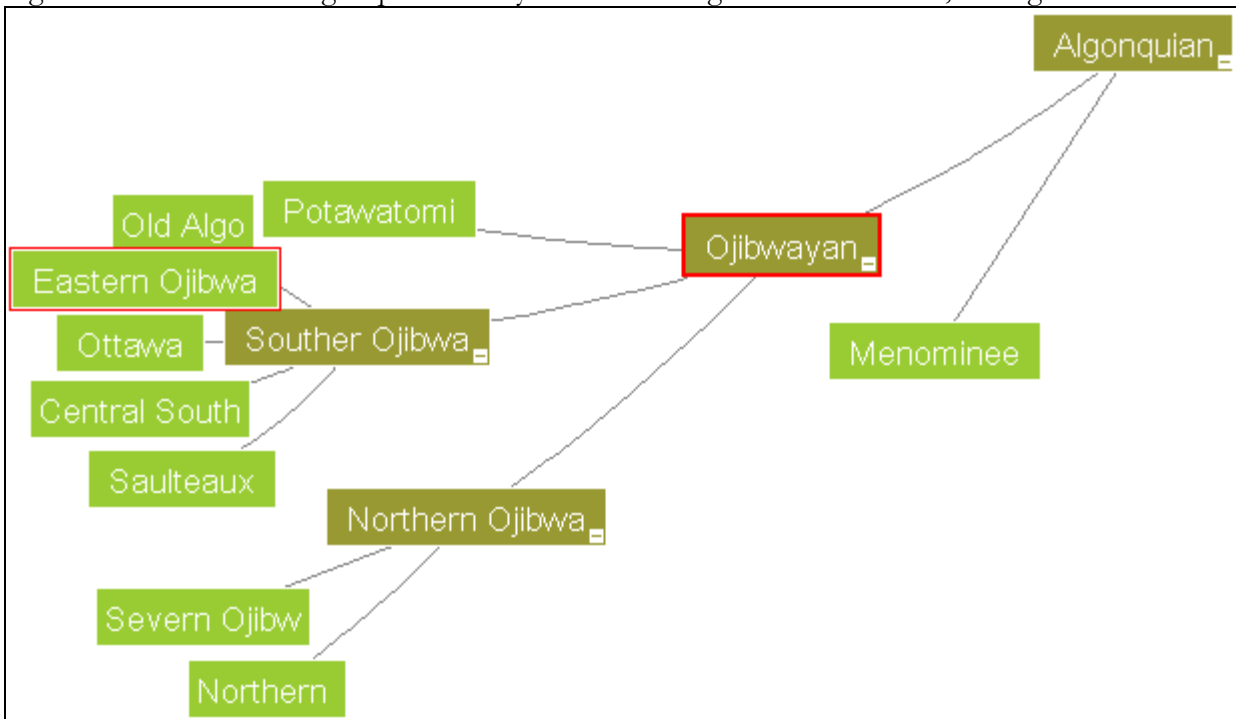 Algonquian
Old Algo
Potawatomi
Ojibwayan
Eastern Ojibwa
Ottawa
Souther Ojibwa
Menominee
Central South
Saulteaux
Northern Ojibwa
Severn Ojibw
Northern